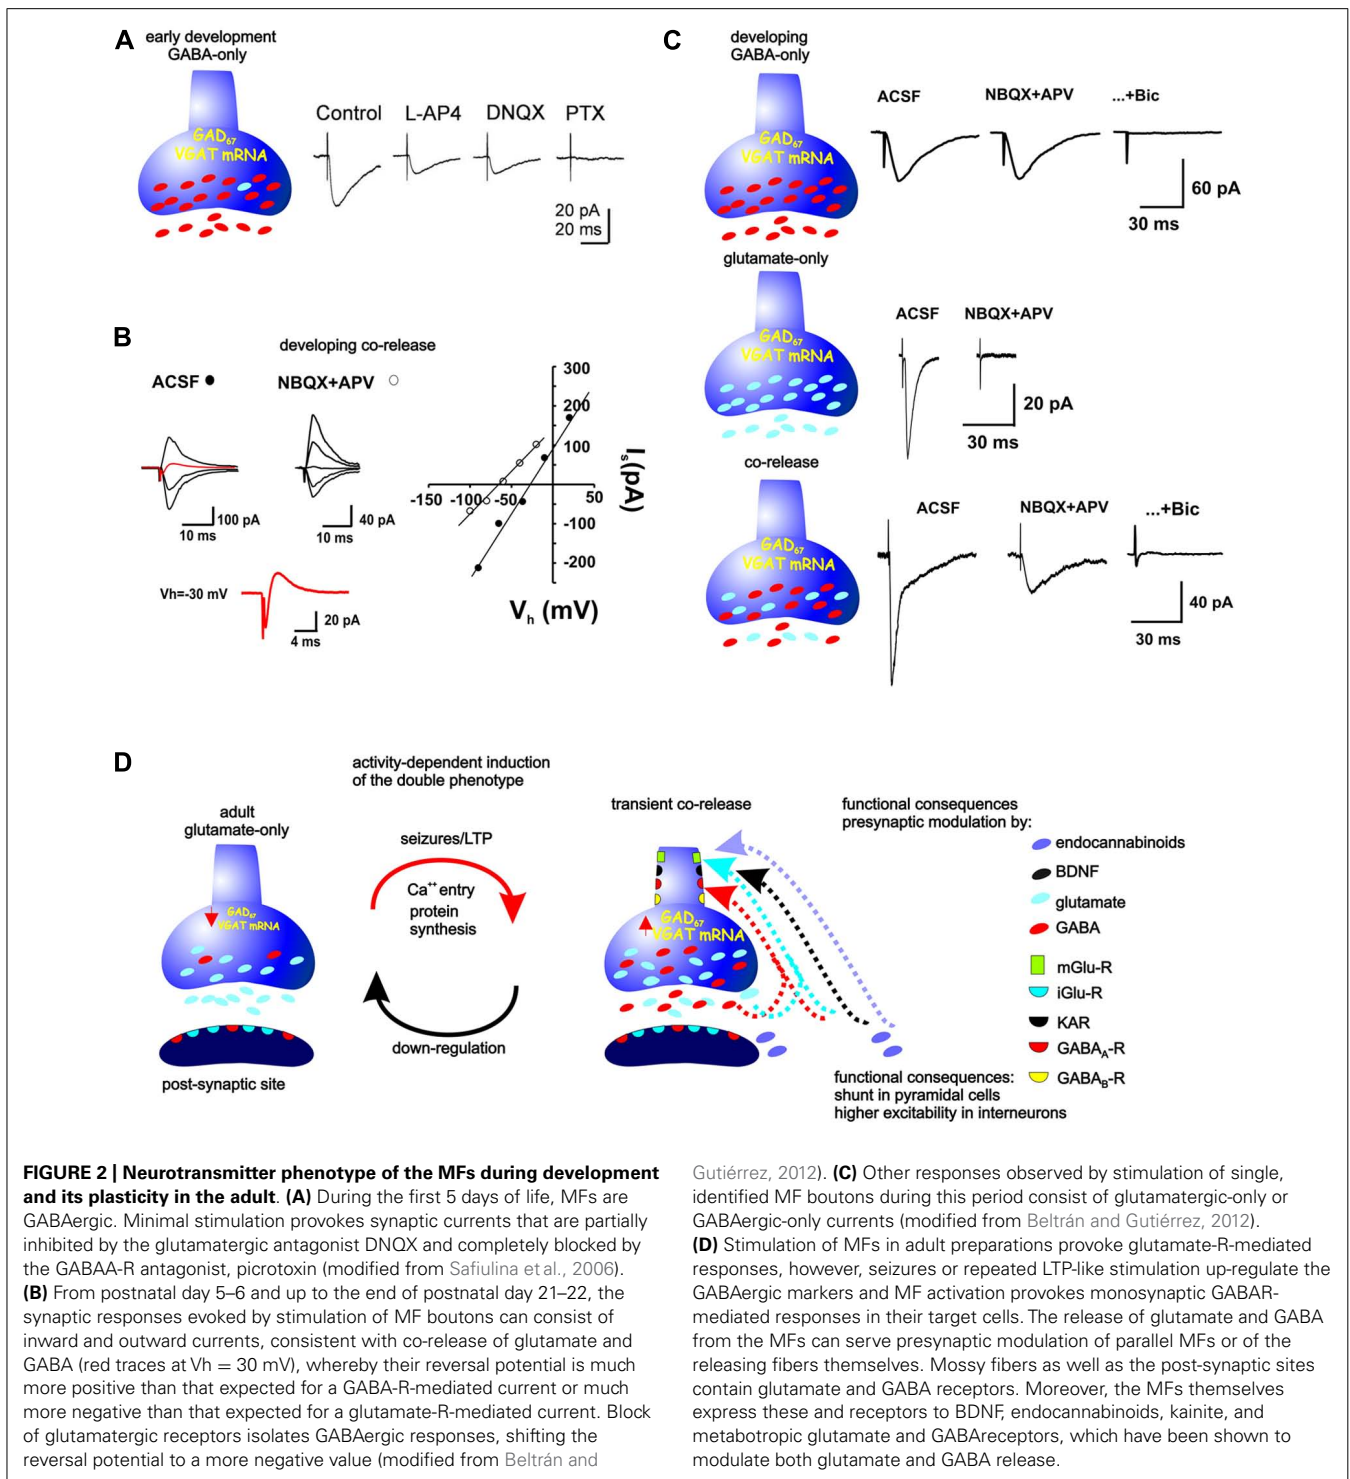 A
early development
GABA-only
GAD67
VGAT mRNA
Control
L-AP4
DNQX
PTX
20 pA
20 ms
B
developing co-release
ACSF
NBQX+APV
100 pA
10 ms
40 pA
10 ms
Vh=-30 mV
20 pA
4 ms
300
200
100
-150 -100 -50 50
-100
-200
Is(pA)
Vh (mV)
C
developing
GABA-only
GAD67
VGAT mRNA
ACSF
NBQX+APV
...+Bic
60 pA
30 ms
glutamate-only
GAD67
VGAT mRNA
ACSF
NBQX+APV
20 pA
30 ms
co-release
GAD67
VGAT mRNA
ACSF
NBQX+APV
...+Bic
40 pA
30 ms
D
activity-dependent induction
of the double phenotype
adult
glutamate-only
GAD67
VGAT mRNA
post-synaptic site
seizures/LTP
Ca++ entry
protein
synthesis
down-regulation
transient co-release
GAD67
VGAT mRNA
functional consequences
presynaptic modulation by:
endocannabinoids
BDNF
glutamate
GABA
mGlu-R
iGlu-R
KAR
GABAA-R
GABAB-R
functional consequences:
shunt in pyramidal cells
higher excitability in interneurons
FIGURE 2 | Neurotransmitter phenotype of the MFs during development
and its plasticity in the adult. (A) During the first 5 days of life, MFs are
GABAergic. Minimal stimulation provokes synaptic currents that are partially
inhibited by the glutamatergic antagonist DNQX and completely blocked by
the GABAA-R antagonist, picrotoxin (modified from Safiulina et al., 2006).
(B) From postnatal day 5–6 and up to the end of postnatal day 21–22, the
synaptic responses evoked by stimulation of MF boutons can consist of
inward and outward currents, consistent with co-release of glutamate and
GABA (red traces at Vh = 30 mV), whereby their reversal potential is much
more positive than that expected for a GABA-R-mediated current or much
more negative than that expected for a glutamate-R-mediated current. Block
of glutamatergic receptors isolates GABAergic responses, shifting the
reversal potential to a more negative value (modified from Beltrán and
Gutiérrez, 2012). (C) Other responses observed by stimulation of single,
identified MF boutons during this period consist of glutamatergic-only or
GABAergic-only currents (modified from Beltrán and Gutiérrez, 2012).
(D) Stimulation of MFs in adult preparations provoke glutamate-R-mediated
responses, however, seizures or repeated LTP-like stimulation up-regulate the
GABAergic markers and MF activation provokes monosynaptic GABAR-
mediated responses in their target cells. The release of glutamate and GABA
from the MFs can serve presynaptic modulation of parallel MFs or of the
releasing fibers themselves. Mossy fibers as well as the post-synaptic sites
contain glutamate and GABA receptors. Moreover, the MFs themselves
express these and receptors to BDNF, endocannabinoids, kainite, and
metabotropic glutamate and GABAreceptors, which have been shown to
modulate both glutamate and GABA release.